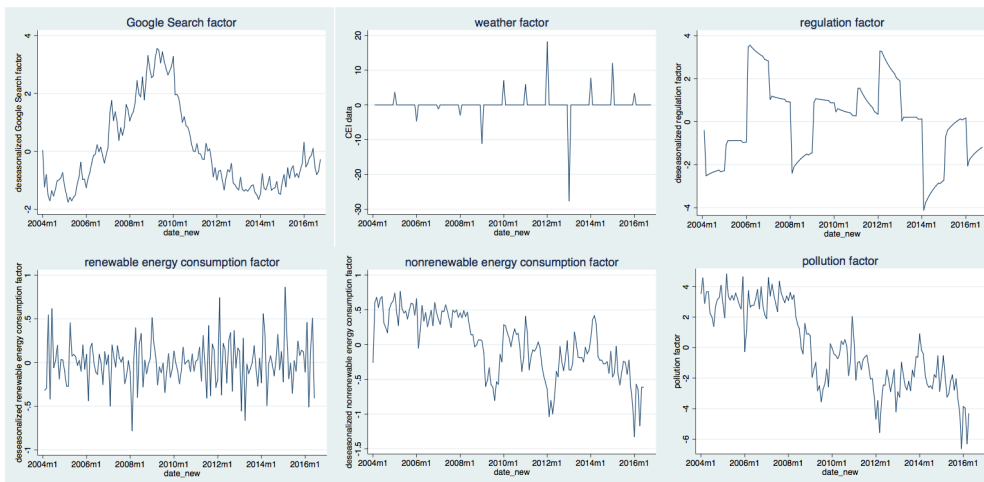 Google Search factor
deseasonalized Google Search factor
4
2
0
-2
2004m1 2006m1 2008m1 2010m1 2012m1 2014m1 2016m1
date_new
weather factor
CEI data
20
10
0
-10
-20
-30
2004m1 2006m1 2008m1 2010m1 2012m1 2014m1 2016m1
date_new
regulation factor
deseasonalized regulation factor
4
2
0
-2
-4
2004m1 2006m1 2008m1 2010m1 2012m1 2014m1 2016m1
date_new
renewable energy consumption factor
deseasonalized renewable energy consumption factor
1
.5
0
-.5
-1
2004m1 2006m1 2008m1 2010m1 2012m1 2014m1 2016m1
date_new
nonrenewable energy consumption factor
deseasonalized nonrenewable energy consumption factor
1
.5
0
-.5
-1
-1.5
2004m1 2006m1 2008m1 2010m1 2012m1 2014m1 2016m1
date_new
pollution factor
pollution factor
4
2
0
-2
-4
-6
2004m1 2006m1 2008m1 2010m1 2012m1 2014m1 2016m1
date_new